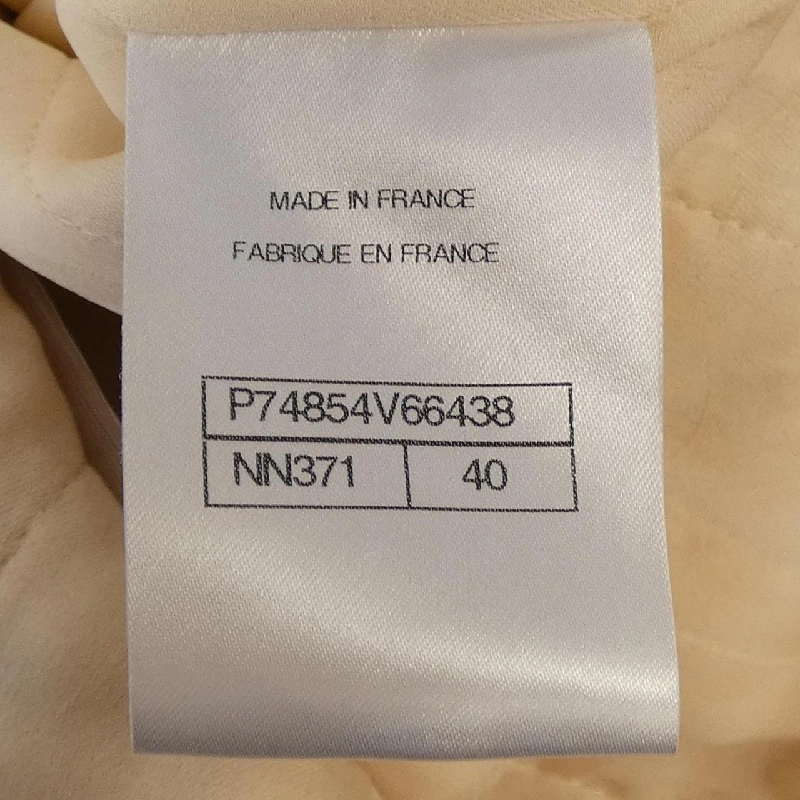 MADE IN FRANCE
FABRIQUE EN FRANCE
P74854V66438
NN371 40